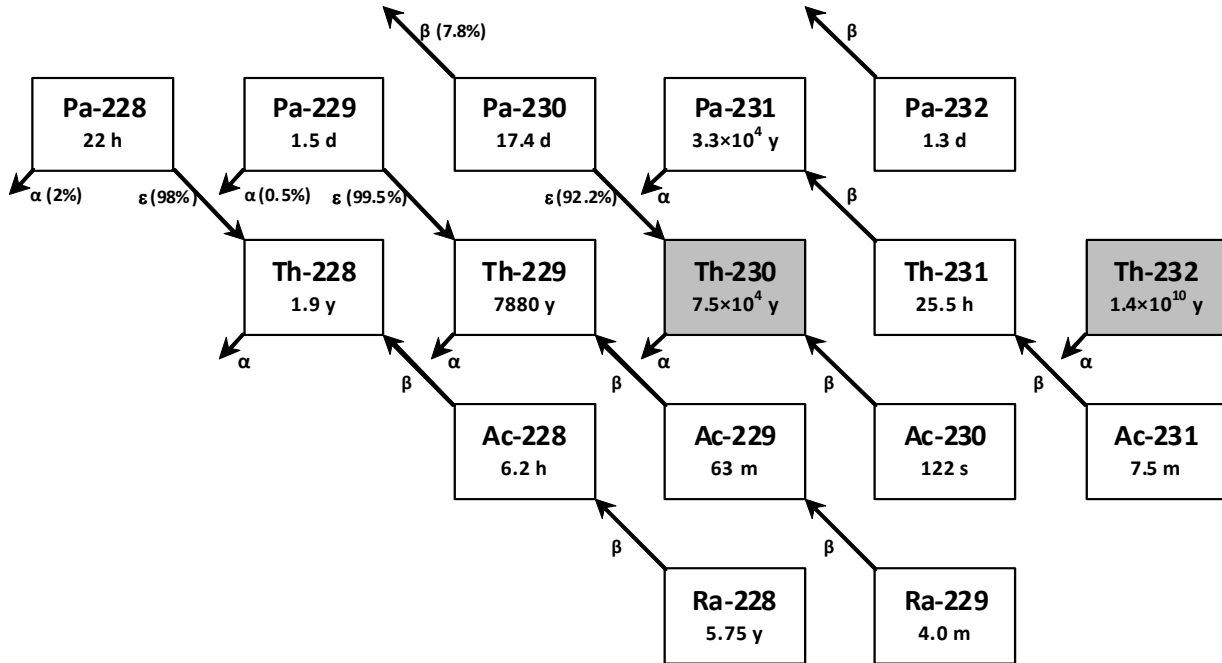 β (7.8%)
β
Pa-228
22 h
Pa-229
1.5 d
Pa-230
17.4 d
Pa-231
3.3×10⁴ y
Pa-232
1.3 d
α (2%)
ε (98%)
α (0.5%)
ε (99.5%)
ε (92.2%)
α
β
Th-228
1.9 y
Th-229
7880 y
Th-230
7.5×10⁴ y
Th-231
25.5 h
Th-232
1.4×10¹⁰ y
α
β
α
β
α
β
β
α
Ac-228
6.2 h
Ac-229
63 m
Ac-230
122 s
Ac-231
7.5 m
β
β
Ra-228
5.75 y
Ra-229
4.0 m